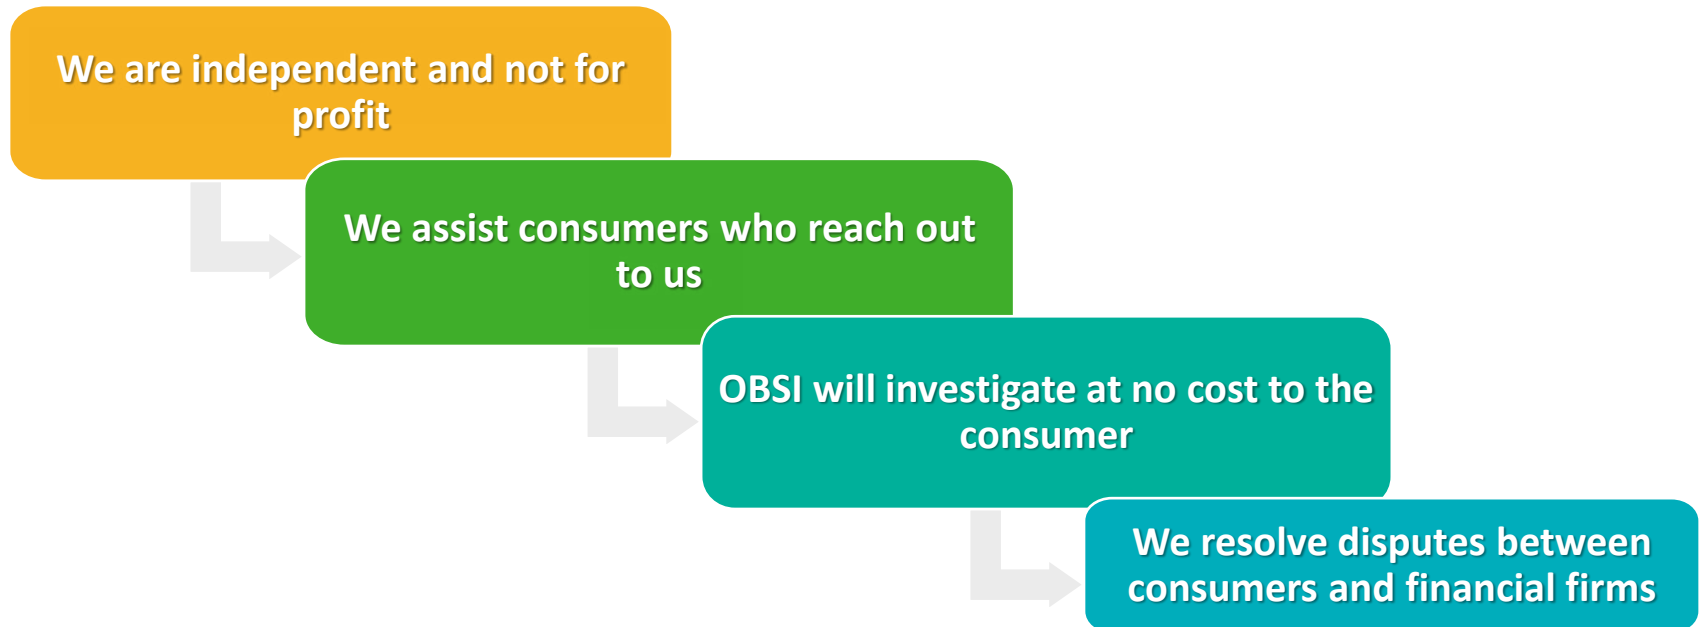 We are independent and not for
profit
We assist consumers who reach out
to us
OBSI will investigate at no cost to the
consumer
We resolve disputes between
consumers and financial firms